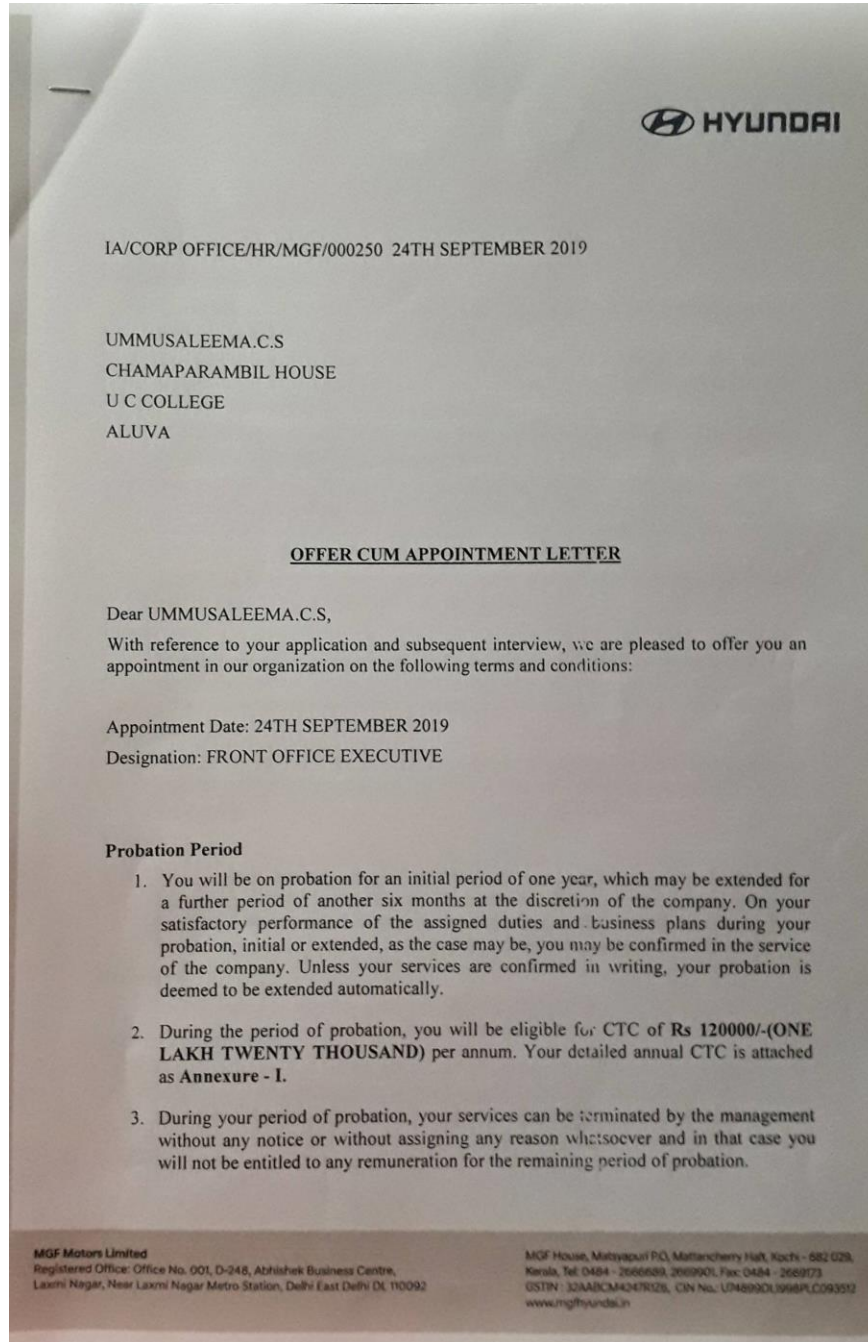 HYUNDAI
IA/CORP OFFICE/HR/MGF/000250 24TH SEPTEMBER 2019
UMMUSALEEMA.C.S
CHAMAPARAMBIL HOUSE
U C COLLEGE
ALUVA
OFFER CUM APPOINTMENT LETTER
Dear UMMUSALEEMA.C.S,
With reference to your application and subsequent interview, we are pleased to offer you an
appointment in our organization on the following terms and conditions:
Appointment Date: 24TH SEPTEMBER 2019
Designation: FRONT OFFICE EXECUTIVE
Probation Period
1. You will be on probation for an initial period of one year, which may be extended for
a further period of another six months at the discretion of the company. On your
satisfactory performance of the assigned duties and business plans during your
probation, initial or extended, as the case may be, you may be confirmed in the service
of the company. Unless your services are confirmed in writing, your probation is
deemed to be extended automatically.
2. During the period of probation, you will be eligible for CTC of Rs 120000/-(ONE
LAKH TWENTY THOUSAND) per annum. Your detailed annual CTC is attached
as Annexure - I.
3. During your period of probation, your services can be terminated by the management
without any notice or without assigning any reason whatsoever and in that case you
will not be entitled to any remuneration for the remaining period of probation.
MGF Motors Limited
Registered Office: Office No. 001, D-248, Abhishek Business Centre,
Laxmi Nagar, Near Laxmi Nagar Metro Station, Delhi East Delhi DL 110092
MGF House, Matsyapuri P.O, Mattancherry Halt, Kochi - 682 029,
Kerala, Tel: 0484 - 2666689, 2669901, Fax: 0484 - 2669173
GSTIN : CIN No.:
www.mgfhyundai.in